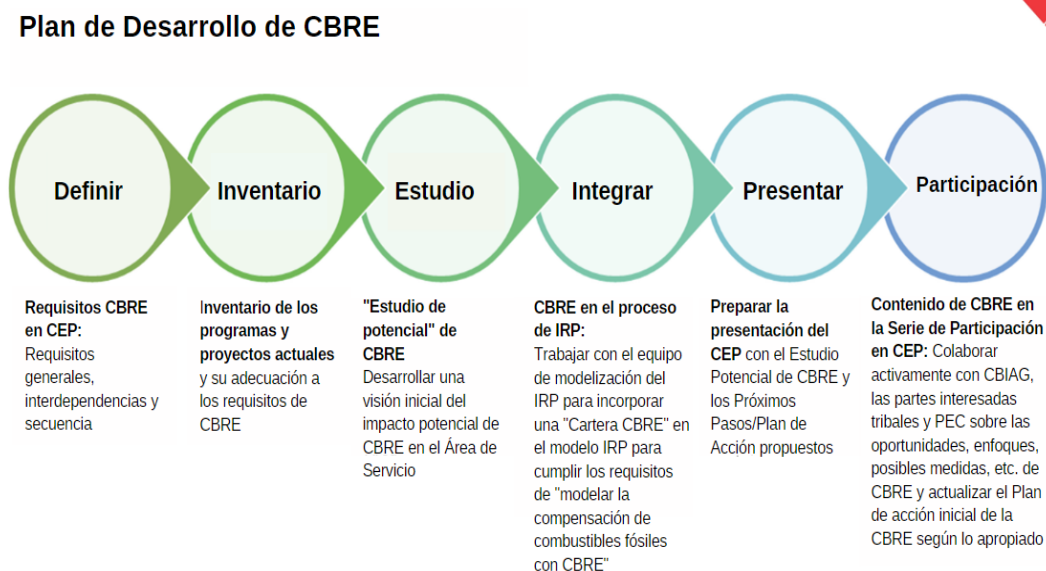 Plan de Desarrollo de CBRE
Definir
Inventario
Estudio
Integrar
Presentar
Participación
Requisitos CBRE
en CEP:
Requisitos
generales,
interdependencias y
secuencia
Inventario de los
programas y
proyectos actuales
y su adecuación a
los requisitos de
CBRE
"Estudio de
potencial" de
CBRE
Desarrollar una
visión inicial del
impacto potencial de
CBRE en el Área de
Servicio
CBRE en el proceso
de IRP:
Trabajar con el equipo
de modelización del
IRP para incorporar
una "Cartera CBRE" en
el modelo IRP para
cumplir los requisitos
de "modelar la
compensación de
combustibles fósiles
con CBRE"
Preparar la
presentación del
CEP con el Estudio
Potencial de CBRE y
los Próximos
Pasos/Plan de
Acción propuestos
Contenido de CBRE en
la Serie de Participación
en CEP: Colaborar
activamente con CBIAG,
las partes interesadas
tribales y PEC sobre las
oportunidades, enfoques,
posibles medidas, etc. de
CBRE y actualizar el Plan
de acción inicial de la
CBRE según lo apropiado